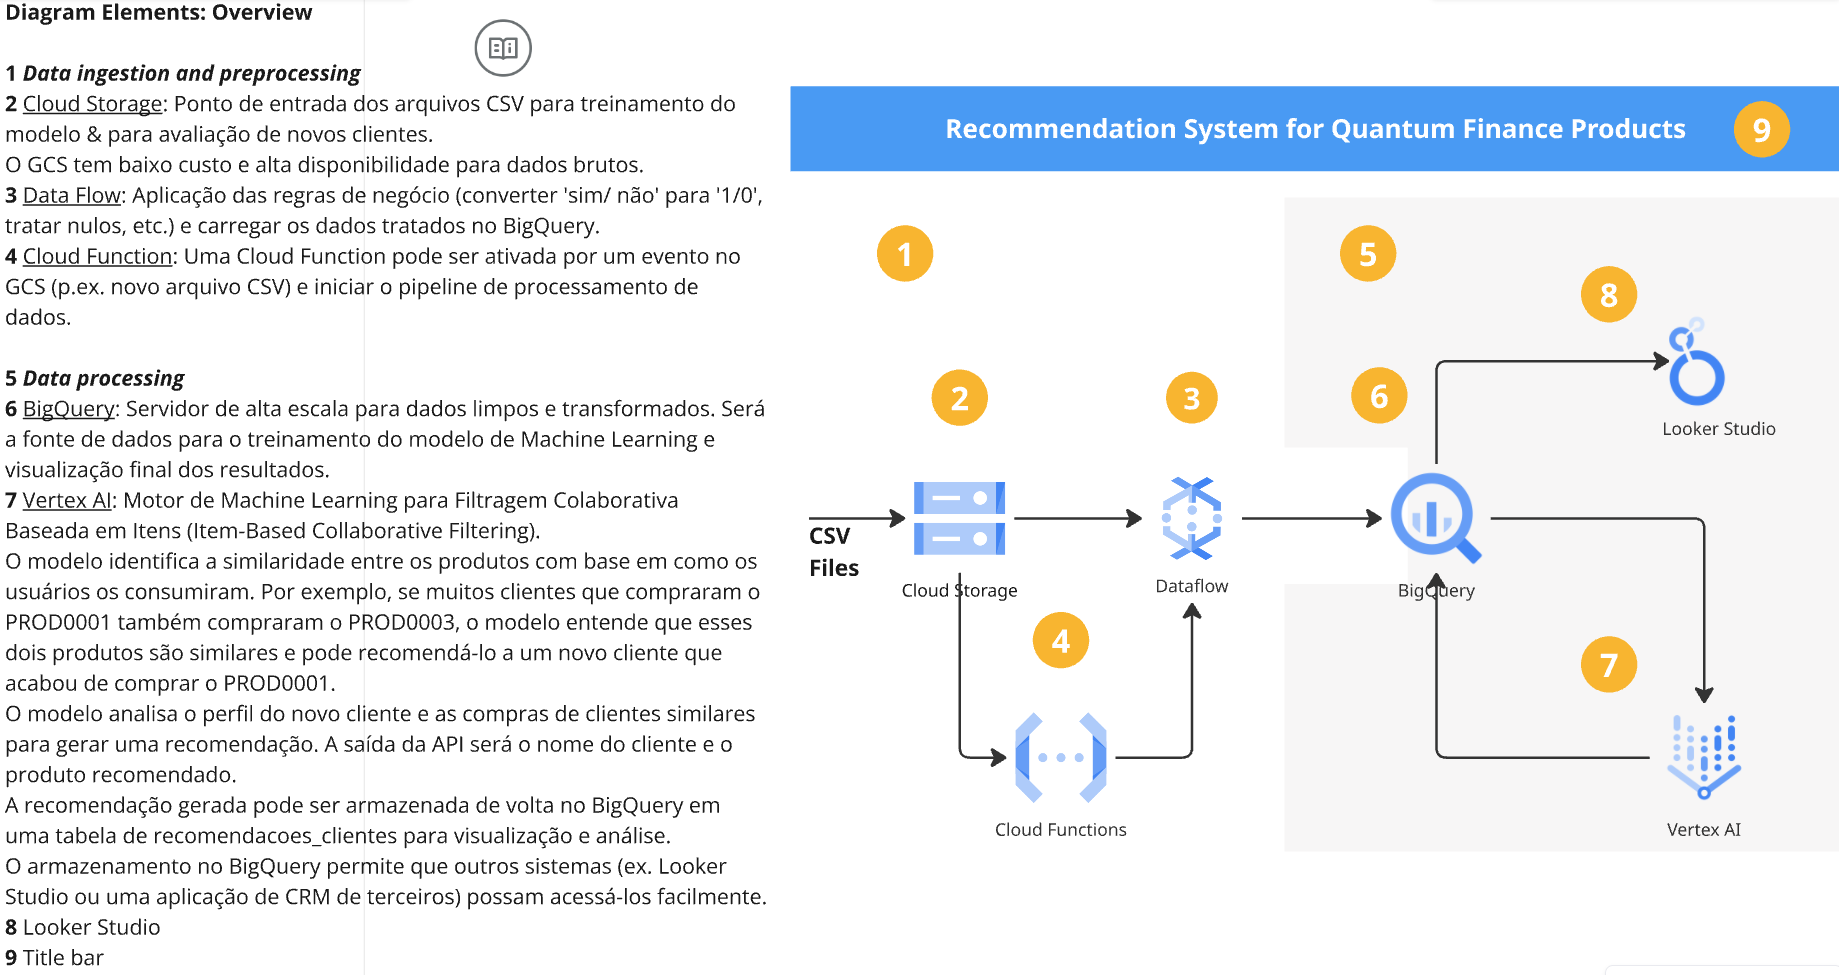 Diagram Elements: Overview
1 Data ingestion and preprocessing
2 Cloud Storage: Ponto de entrada dos arquivos CSV para treinamento do
modelo & para avaliação de novos clientes.
O GCS tem baixo custo e alta disponibilidade para dados brutos.
3 Data Flow: Aplicação das regras de negócio (converter 'sim/ não' para '1/0',
tratar nulos, etc.) e carregar os dados tratados no BigQuery.
4 Cloud Function: Uma Cloud Function pode ser ativada por um evento no
GCS (p.ex. novo arquivo CSV) e iniciar o pipeline de processamento de
dados.
5 Data processing
6 BigQuery: Servidor de alta escala para dados limpos e transformados. Será
a fonte de dados para o treinamento do modelo de Machine Learning e
visualização final dos resultados.
7 Vertex AI: Motor de Machine Learning para Filtragem Colaborativa
Baseada em Itens (Item-Based Collaborative Filtering).
O modelo identifica a similaridade entre os produtos com base em como os
usuários os consumiram. Por exemplo, se muitos clientes que compraram o
PROD0001 também compraram o PROD0003, o modelo entende que esses
dois produtos são similares e pode recomendá-lo a um novo cliente que
acabou de comprar o PROD0001.
O modelo analisa o perfil do novo cliente e as compras de clientes similares
para gerar uma recomendação. A saída da API será o nome do cliente e o
produto recomendado.
A recomendação gerada pode ser armazenada de volta no BigQuery em
uma tabela de recomendacoes_clientes para visualização e análise.
O armazenamento no BigQuery permite que outros sistemas (ex. Looker
Studio ou uma aplicação de CRM de terceiros) possam acessá-los facilmente.
8 Looker Studio
9 Title bar
Recommendation System for Quantum Finance Products
9
1
5
8
Looker Studio
2
3
6
CSV
Files
Cloud Storage
Dataflow
BigQuery
4
7
Cloud Functions
Vertex AI